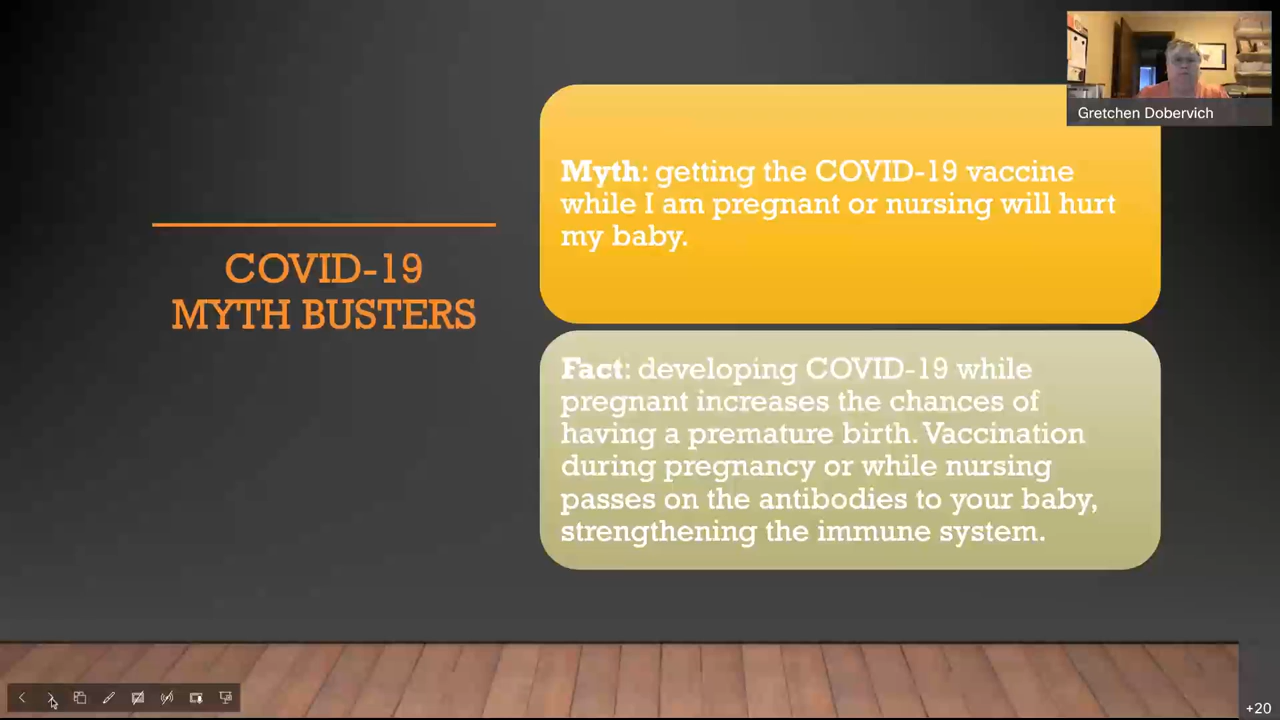 Gretchen Dobervich
Myth: getting the COVID-19 vaccine
while I am pregnant or nursing will hurt
my baby.
COVID-19
MYTH BUSTERS
Fact: developing COVID-19 while
pregnant increases the chances of
having a premature birth. Vaccination
during pregnancy or while nursing
passes on the antibodies to your baby,
strengthening the immune system.
+20